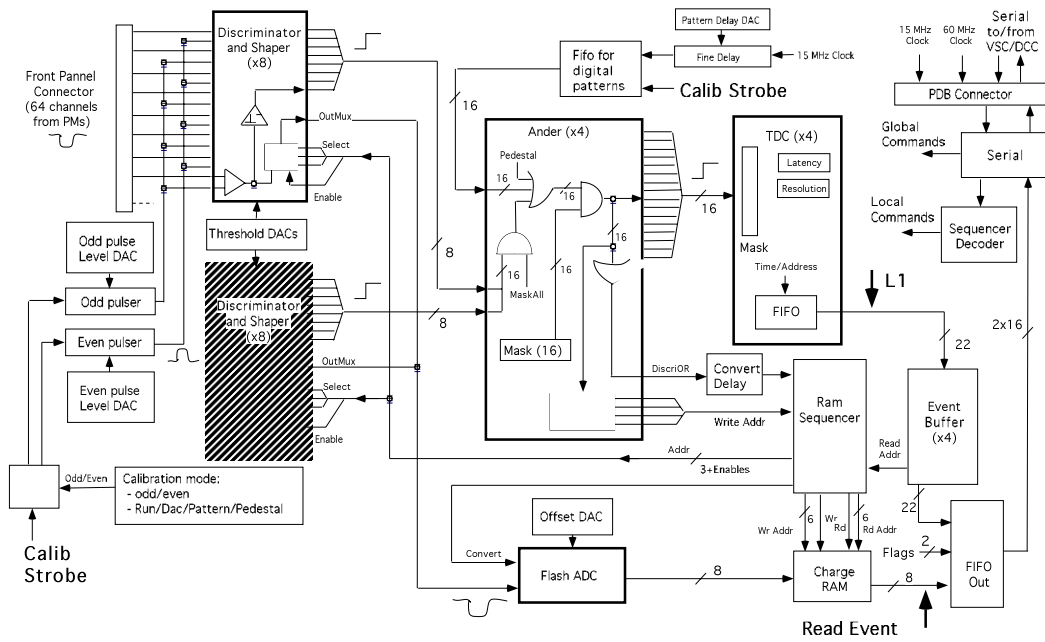 Front Pannel
Connector
(64 channels
from PMs)
Discriminator
and Shaper
(x8)
OutMux
Select
Enable
Threshold DACs
Odd pulse
Level DAC
Odd pulser
Even pulser
Even pulse
Level DAC
Discriminator
and Shaper
(x8)
OutMux
Select
Enable
Odd/Even
Calibration mode:
- odd/even
- Run/Dac/Pattern/Pedestal
Calib
Strobe
Pattern Delay DAC
Fine Delay
15 MHz Clock
Fifo for
digital
patterns
Calib Strobe
16
8
8
Ander (x4)
Pedestal
16
16
16
16
16
MaskAll
Mask (16)
16
TDC (x4)
Latency
Resolution
Mask
Time/Address
FIFO
L1
22
DiscriOR
Convert
Delay
Write Addr
Addr
3+Enables
Ram
Sequencer
Read
Addr
Event
Buffer
(x4)
22
6
6
Wr Addr
Wr
Rd
Rd Addr
Offset DAC
Convert
Flash ADC
8
Charge
RAM
8
Flags
2
FIFO
Out
Read Event
2x16
15 MHz
Clock
60 MHz
Clock
Serial
to/from
VSC/DCC
PDB Connector
Global
Commands
Serial
Local
Commands
Sequencer
Decoder